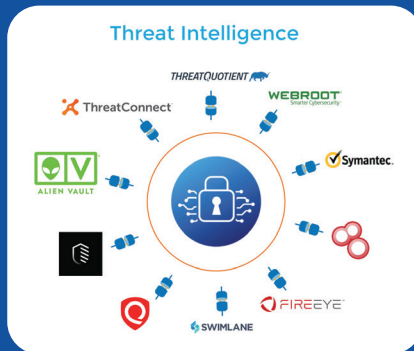 Threat Intelligence
THREATQUOTIENT
WEBROOT
Smarter Cybersecurity
ThreatConnect
Symantec.
ALIEN VAULT
FIREEYE
SWIMLANE